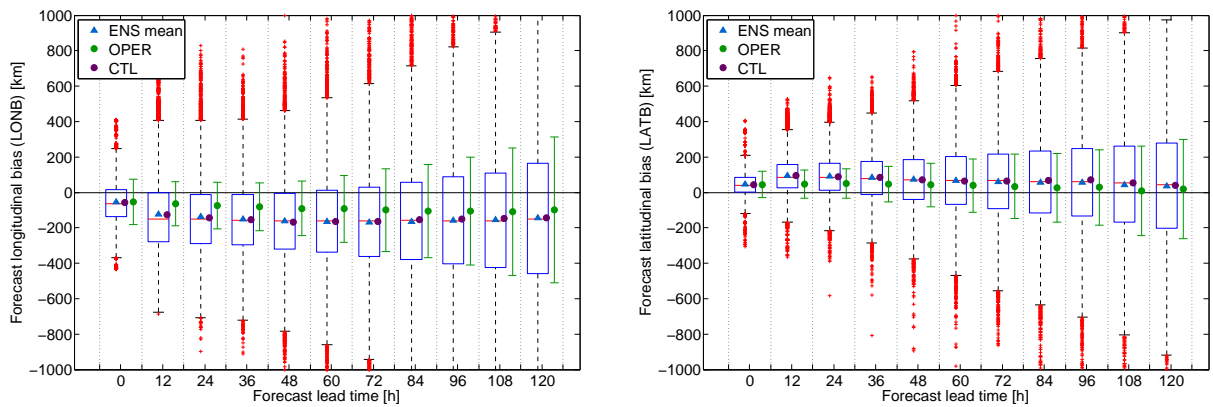 Forecast longitudinal bias (LONB) [km]
1000
800
600
400
200
0
−200
−400
−600
−800
−1000
ENS mean
OPER
CTL
0 12 24 36 48 60 72 84 96 108 120
Forecast lead time [h]
Forecast latitudinal bias (LATB) [km]
1000
800
600
400
200
0
−200
−400
−600
−800
−1000
ENS mean
OPER
CTL
0 12 24 36 48 60 72 84 96 108 120
Forecast lead time [h]